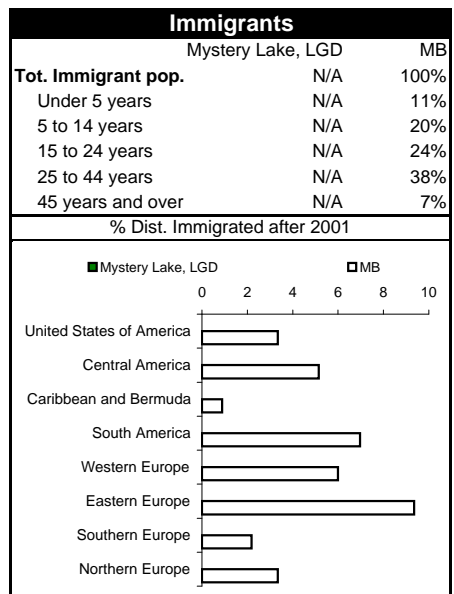 Immigrants
Mystery Lake, LGD MB
Tot. Immigrant pop. N/A 100%
Under 5 years N/A 11%
5 to 14 years N/A 20%
15 to 24 years N/A 24%
25 to 44 years N/A 38%
45 years and over N/A 7%
% Dist. Immigrated after 2001
Mystery Lake, LGD MB
0 2 4 6 8 10
United States of America
Central America
Caribbean and Bermuda
South America
Western Europe
Eastern Europe
Southern Europe
Northern Europe